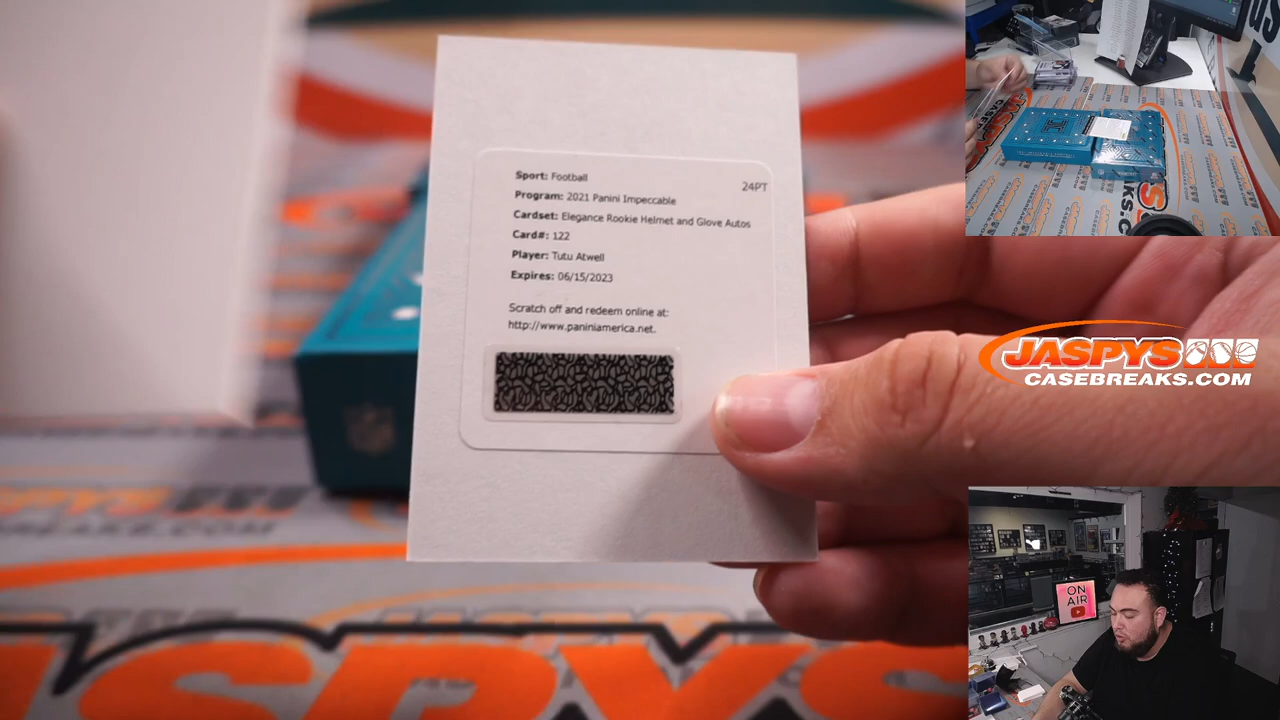 Sport: Football
24PT
Program: 2021 Panini Impeccable
Cardset: Elegance Rookie Helmet and Glove Autos
Card#: 122
Player: Tutu Atwell
Expires: 06/15/2023
Scratch off and redeem online at:
http://www.paniniamerica.net.
JASPYS
CASEBREAKS.COM
ON
AIR
NFL
JASPYS